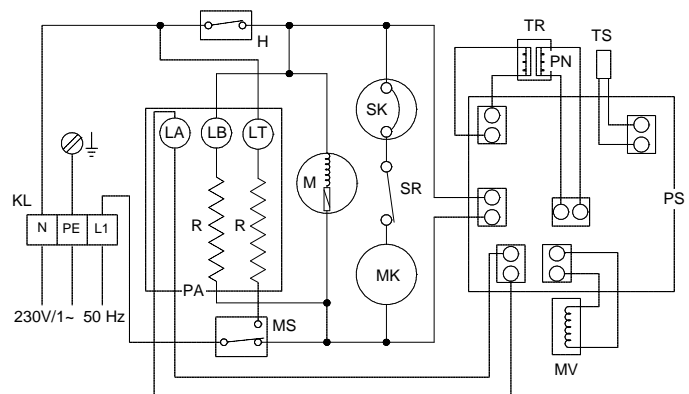 H
TR
TS
PN
SK
LA
LB
LT
M
SR
PS
KL
R
R
N
PE
L1
MK
PA
230V/1~ 50 Hz
MS
MV